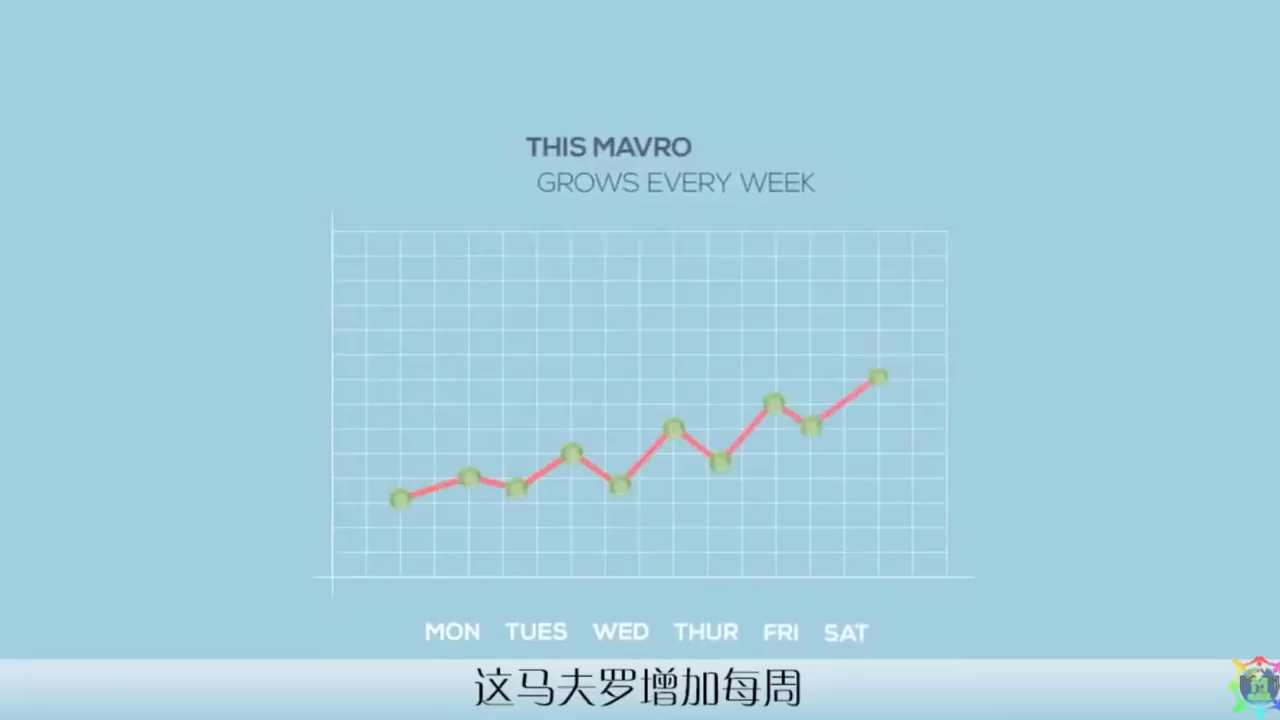 THIS MAVRO
GROWS EVERY WEEK
MON TUES WED THUR FRI SAT
这马夫罗增加每周